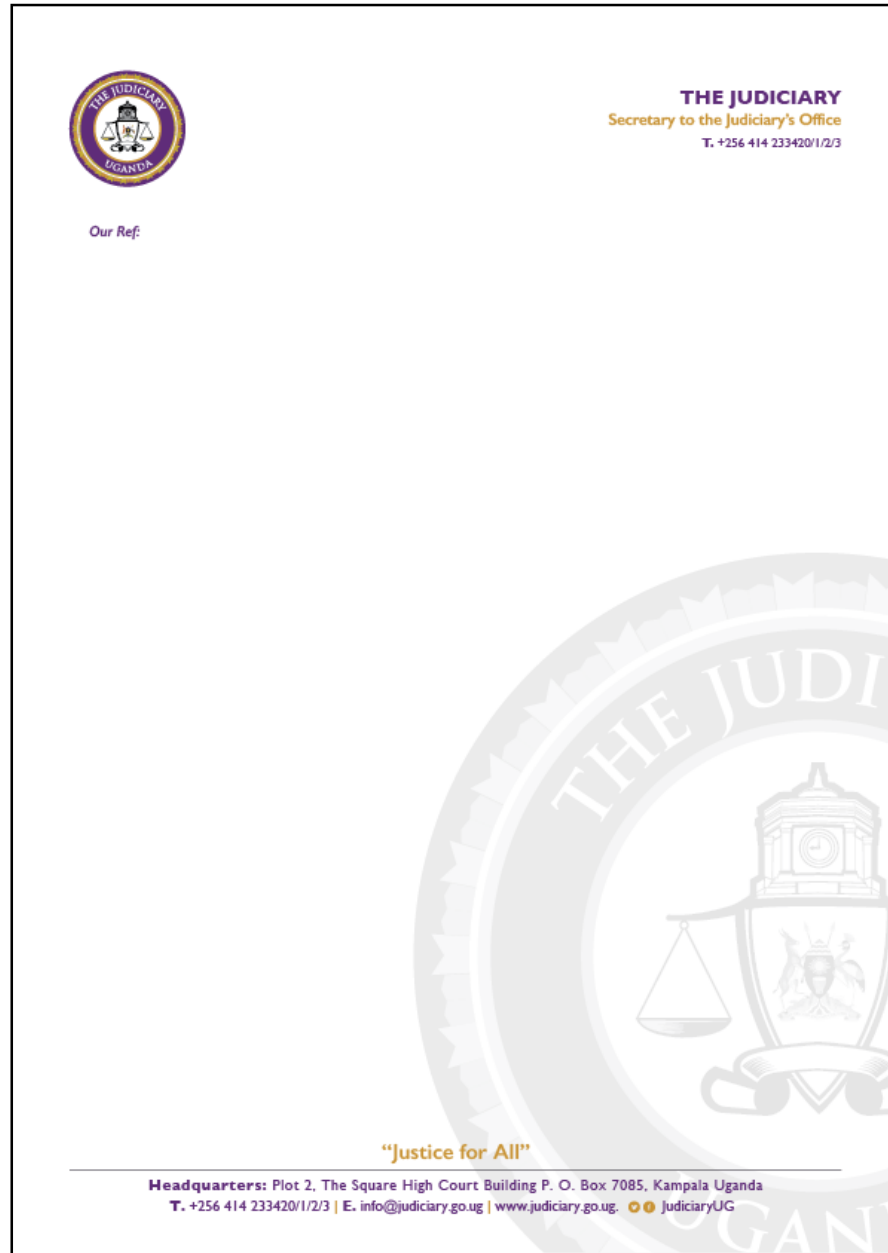 THE JUDICIARY
UGANDA
THE JUDICIARY
Secretary to the Judiciary's Office
T. +256 414 233420/1/2/3
Our Ref:
THE JUDI
UGAN
“Justice for All”
Headquarters: Plot 2, The Square High Court Building P. O. Box 7085, Kampala Uganda
T. +256 414 233420/1/2/3 | E. info@judiciary.go.ug | www.judiciary.go.ug. JudiciaryUG